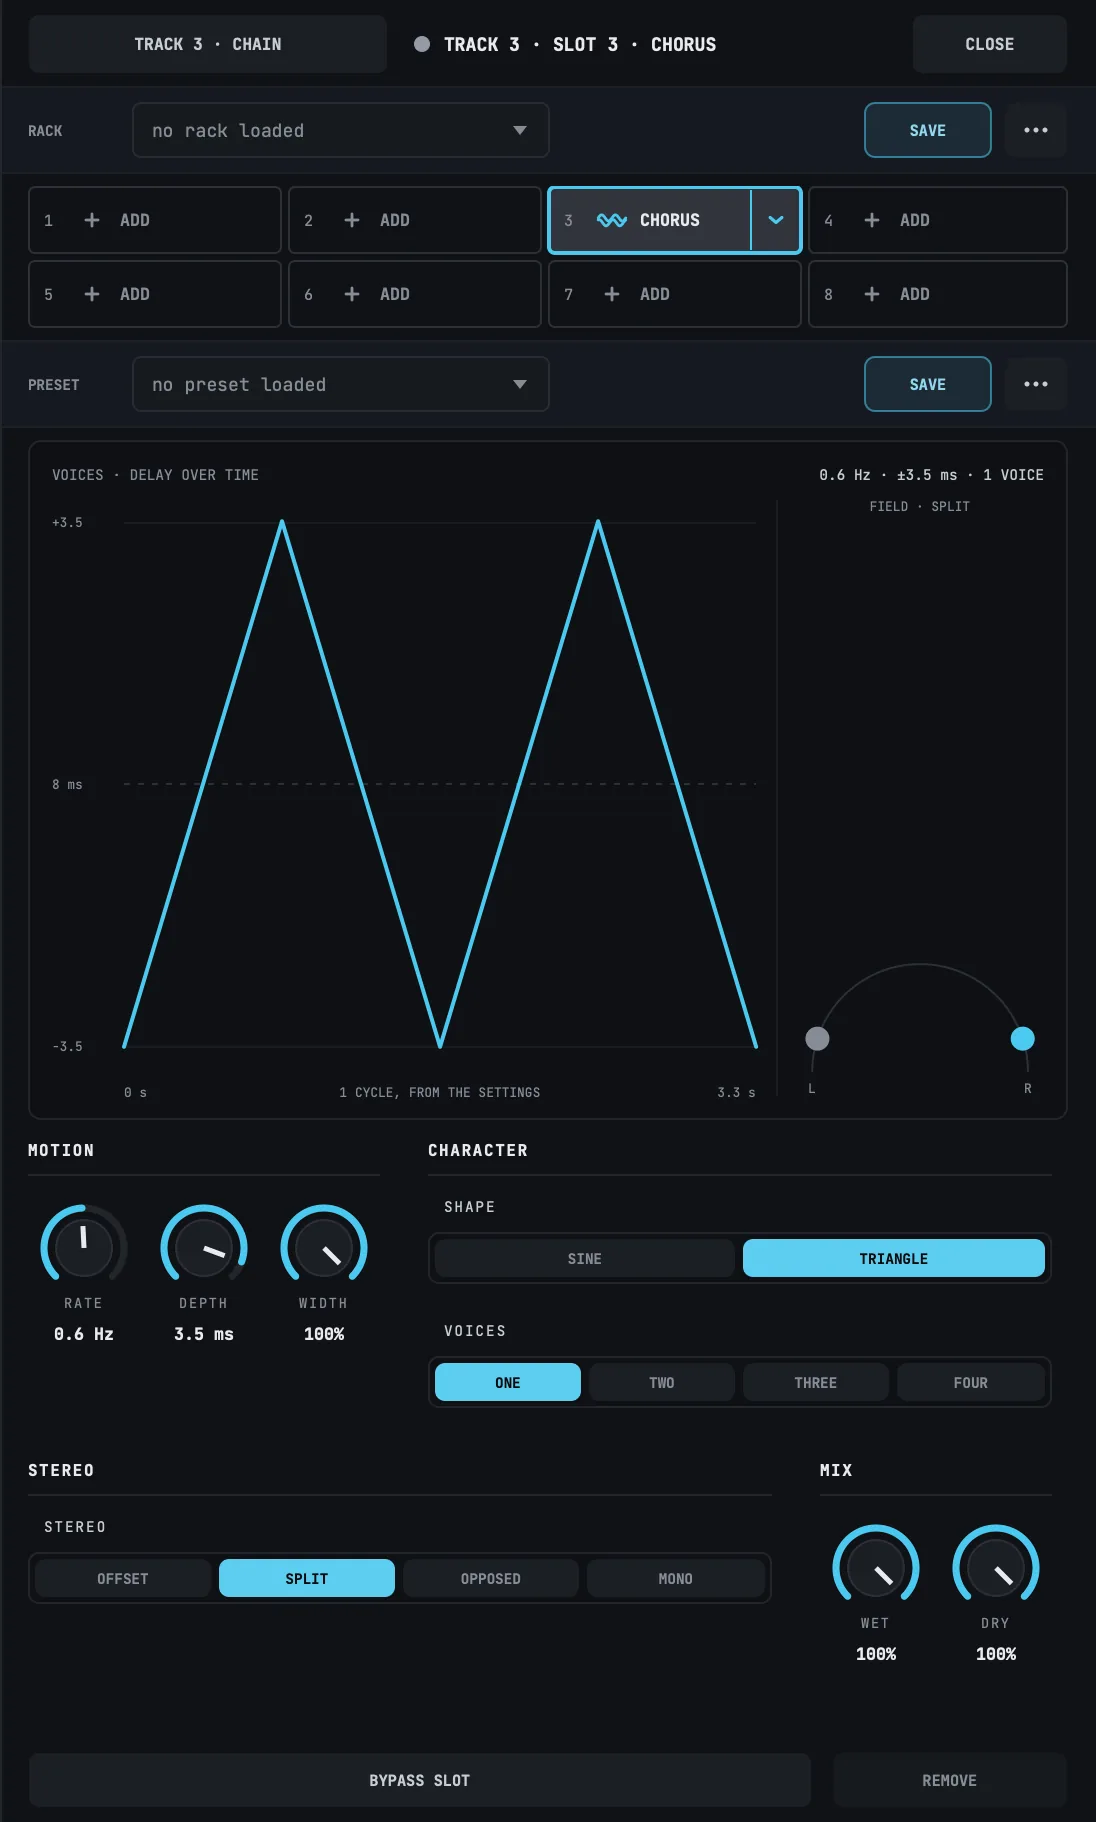 TRACK 3 · CHAIN
TRACK 3 · SLOT 3 · CHORUS
CLOSE
RACK
no rack loaded
SAVE
1 + ADD
2 + ADD
3 CHORUS
4 + ADD
5 + ADD
6 + ADD
7 + ADD
8 + ADD
PRESET
no preset loaded
SAVE
VOICES · DELAY OVER TIME
0.6 Hz · ±3.5 ms · 1 VOICE
FIELD · SPLIT
+3.5
8 ms
-3.5
0 s
1 CYCLE, FROM THE SETTINGS
3.3 s
L
R
MOTION
RATE
DEPTH
WIDTH
0.6 Hz
3.5 ms
100%
CHARACTER
SHAPE
SINE
TRIANGLE
VOICES
ONE
TWO
THREE
FOUR
STEREO
STEREO
OFFSET
SPLIT
OPPOSED
MONO
MIX
WET
DRY
100%
100%
BYPASS SLOT
REMOVE